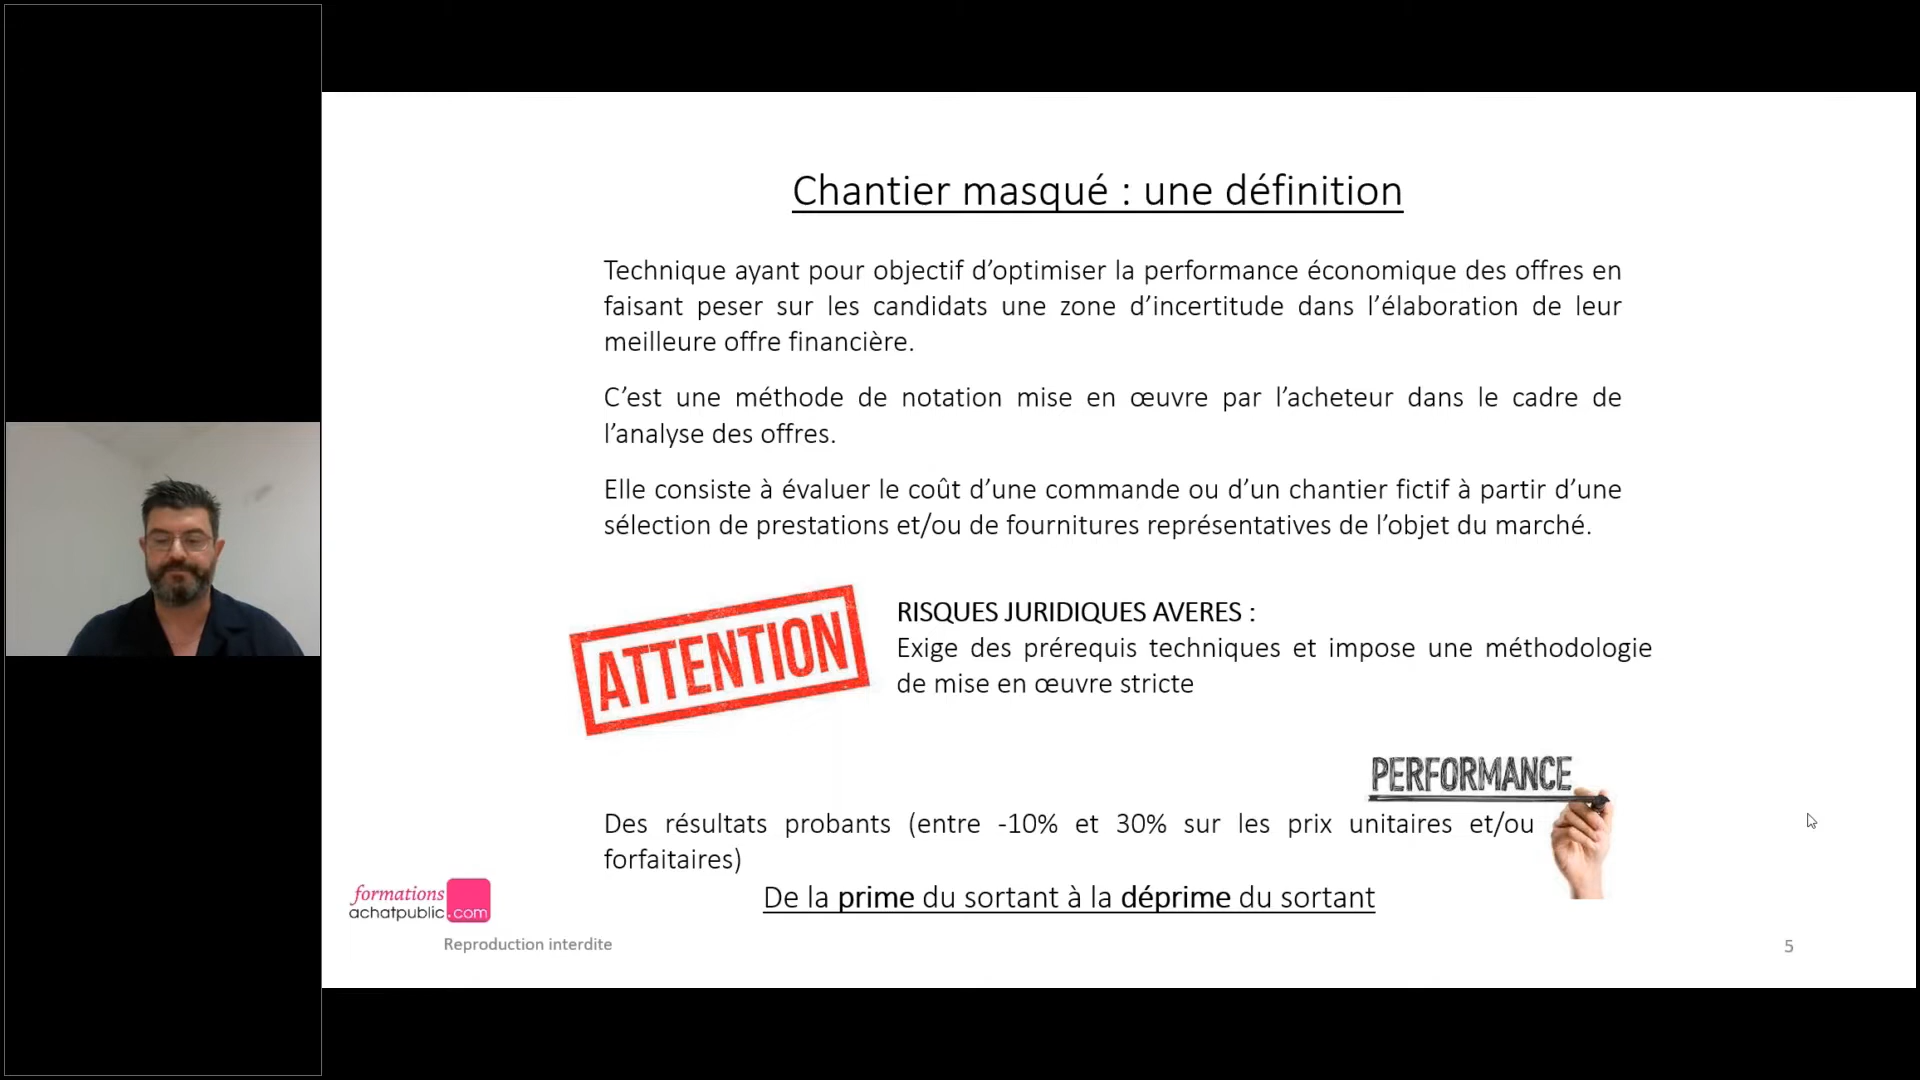 Chantier masqué : une définition
Technique ayant pour objectif d’optimiser la performance économique des offres en
faisant peser sur les candidats une zone d’incertitude dans l’élaboration de leur
meilleure offre financière.
C’est une méthode de notation mise en œuvre par l’acheteur dans le cadre de
l’analyse des offres.
Elle consiste à évaluer le coût d’une commande ou d’un chantier fictif à partir d’une
sélection de prestations et/ou de fournitures représentatives de l’objet du marché.
ATTENTION
RISQUES JURIDIQUES AVERES :
Exige des prérequis techniques et impose une méthodologie
de mise en œuvre stricte
PERFORMANCE
Des résultats probants (entre -10% et 30% sur les prix unitaires et/ou
forfaitaires)
De la prime du sortant à la déprime du sortant
formations
achatpublic.com
Reproduction interdite
5